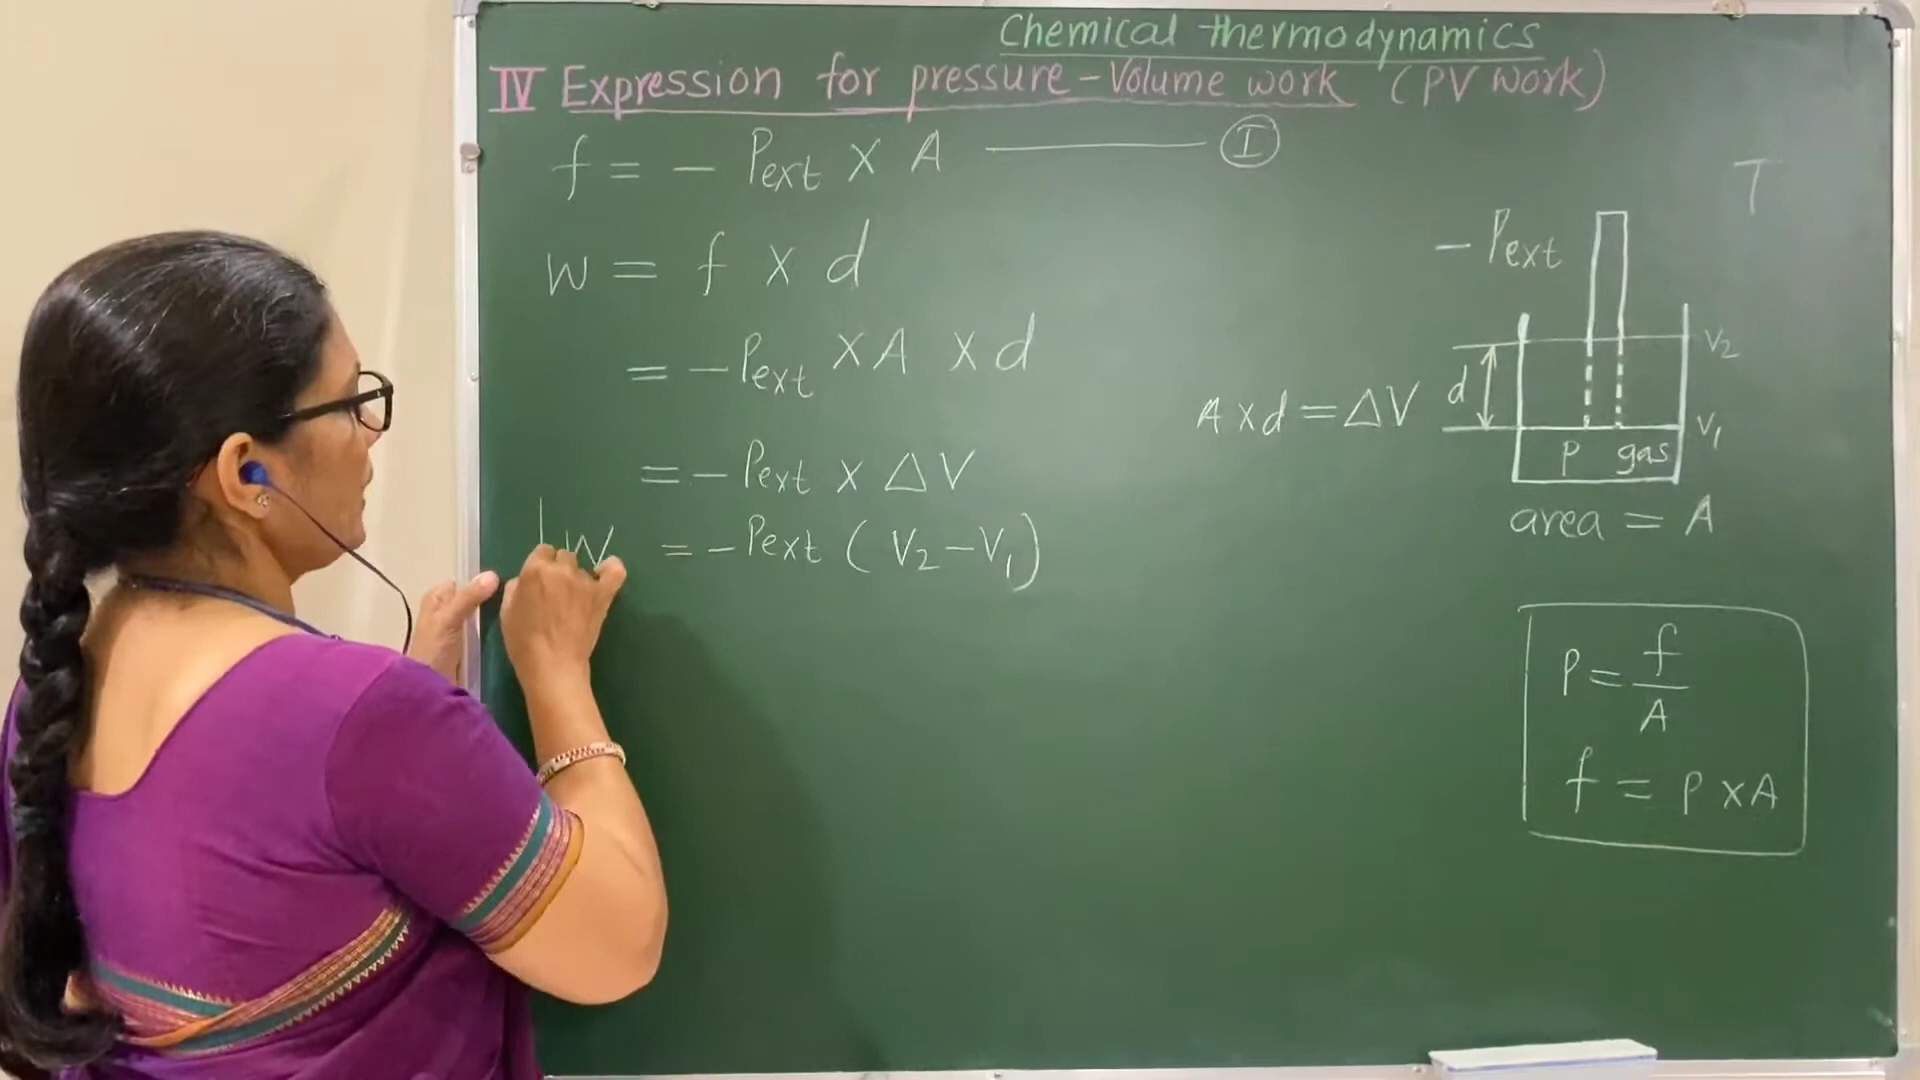 Chemical thermodynamics
IV Expression for pressure-Volume work (PV work)
f = - Pext X A ——— I
W = f X d
= -Pext X A X d
= -Pext X ΔV
W = -Pext ( V₂ - V₁ )
T
- Pext
V₂
d
A x d = ΔV
V₁
P gas
area = A
P = f/A
f = P X A